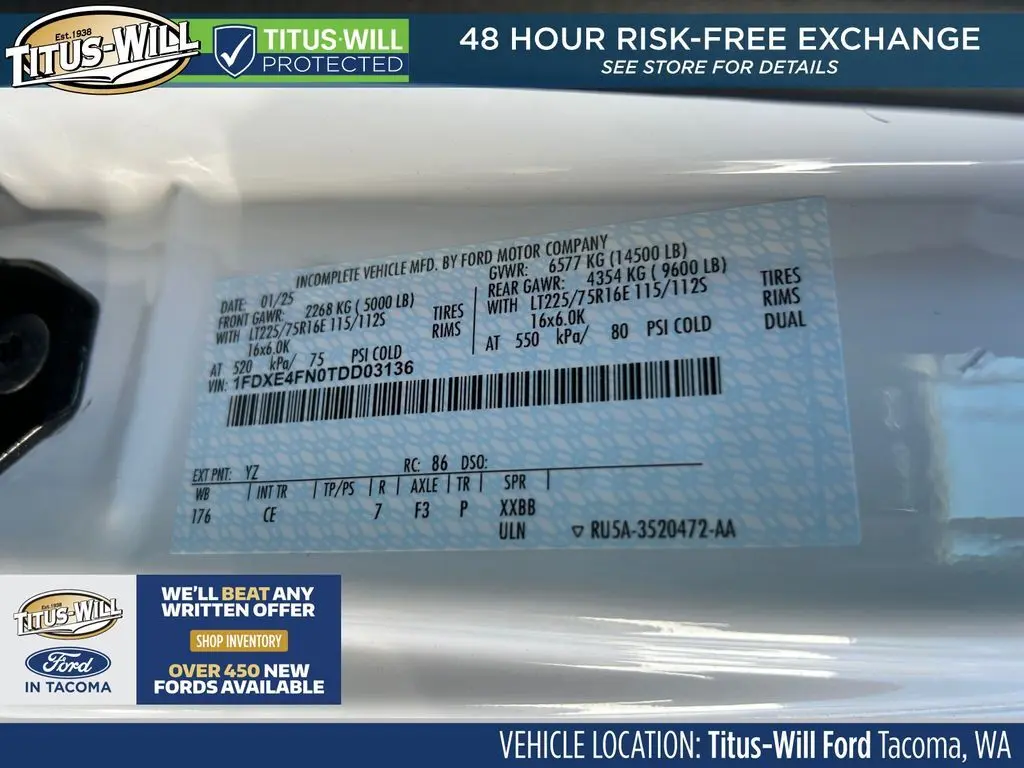 Est. 1938
TITUS-WILL
TITUS-WILL
PROTECTED
48 HOUR RISK-FREE EXCHANGE
SEE STORE FOR DETAILS
INCOMPLETE VEHICLE MFD. BY FORD MOTOR COMPANY
DATE: 01/25
GVWR: 6577 KG (14500 LB)
FRONT GAWR: 2268 KG (5000 LB)
REAR GAWR: 4354 KG ( 9600 LB)
WITH LT225/75R16E 115/112S TIRES
WITH LT225/75R16E 115/112S TIRES
16x6.0K RIMS
16x6.0K RIMS
AT 520 kPa/ 75 PSI COLD
AT 550 kPa/ 80 PSI COLD DUAL
VIN: 1FDXE4FN0TDD03136
EXT PNT: YZ RC: 86 DSO:
WB INT TR TP/PS R AXLE TR SPR
176 CE 7 F3 P XXBB
ULN RU5A-3520472-AA
Est. 1938
TITUS-WILL
Ford
IN TACOMA
WE'LL BEAT ANY
WRITTEN OFFER
SHOP INVENTORY
OVER 450 NEW
FORDS AVAILABLE
VEHICLE LOCATION: Titus-Will Ford Tacoma, WA